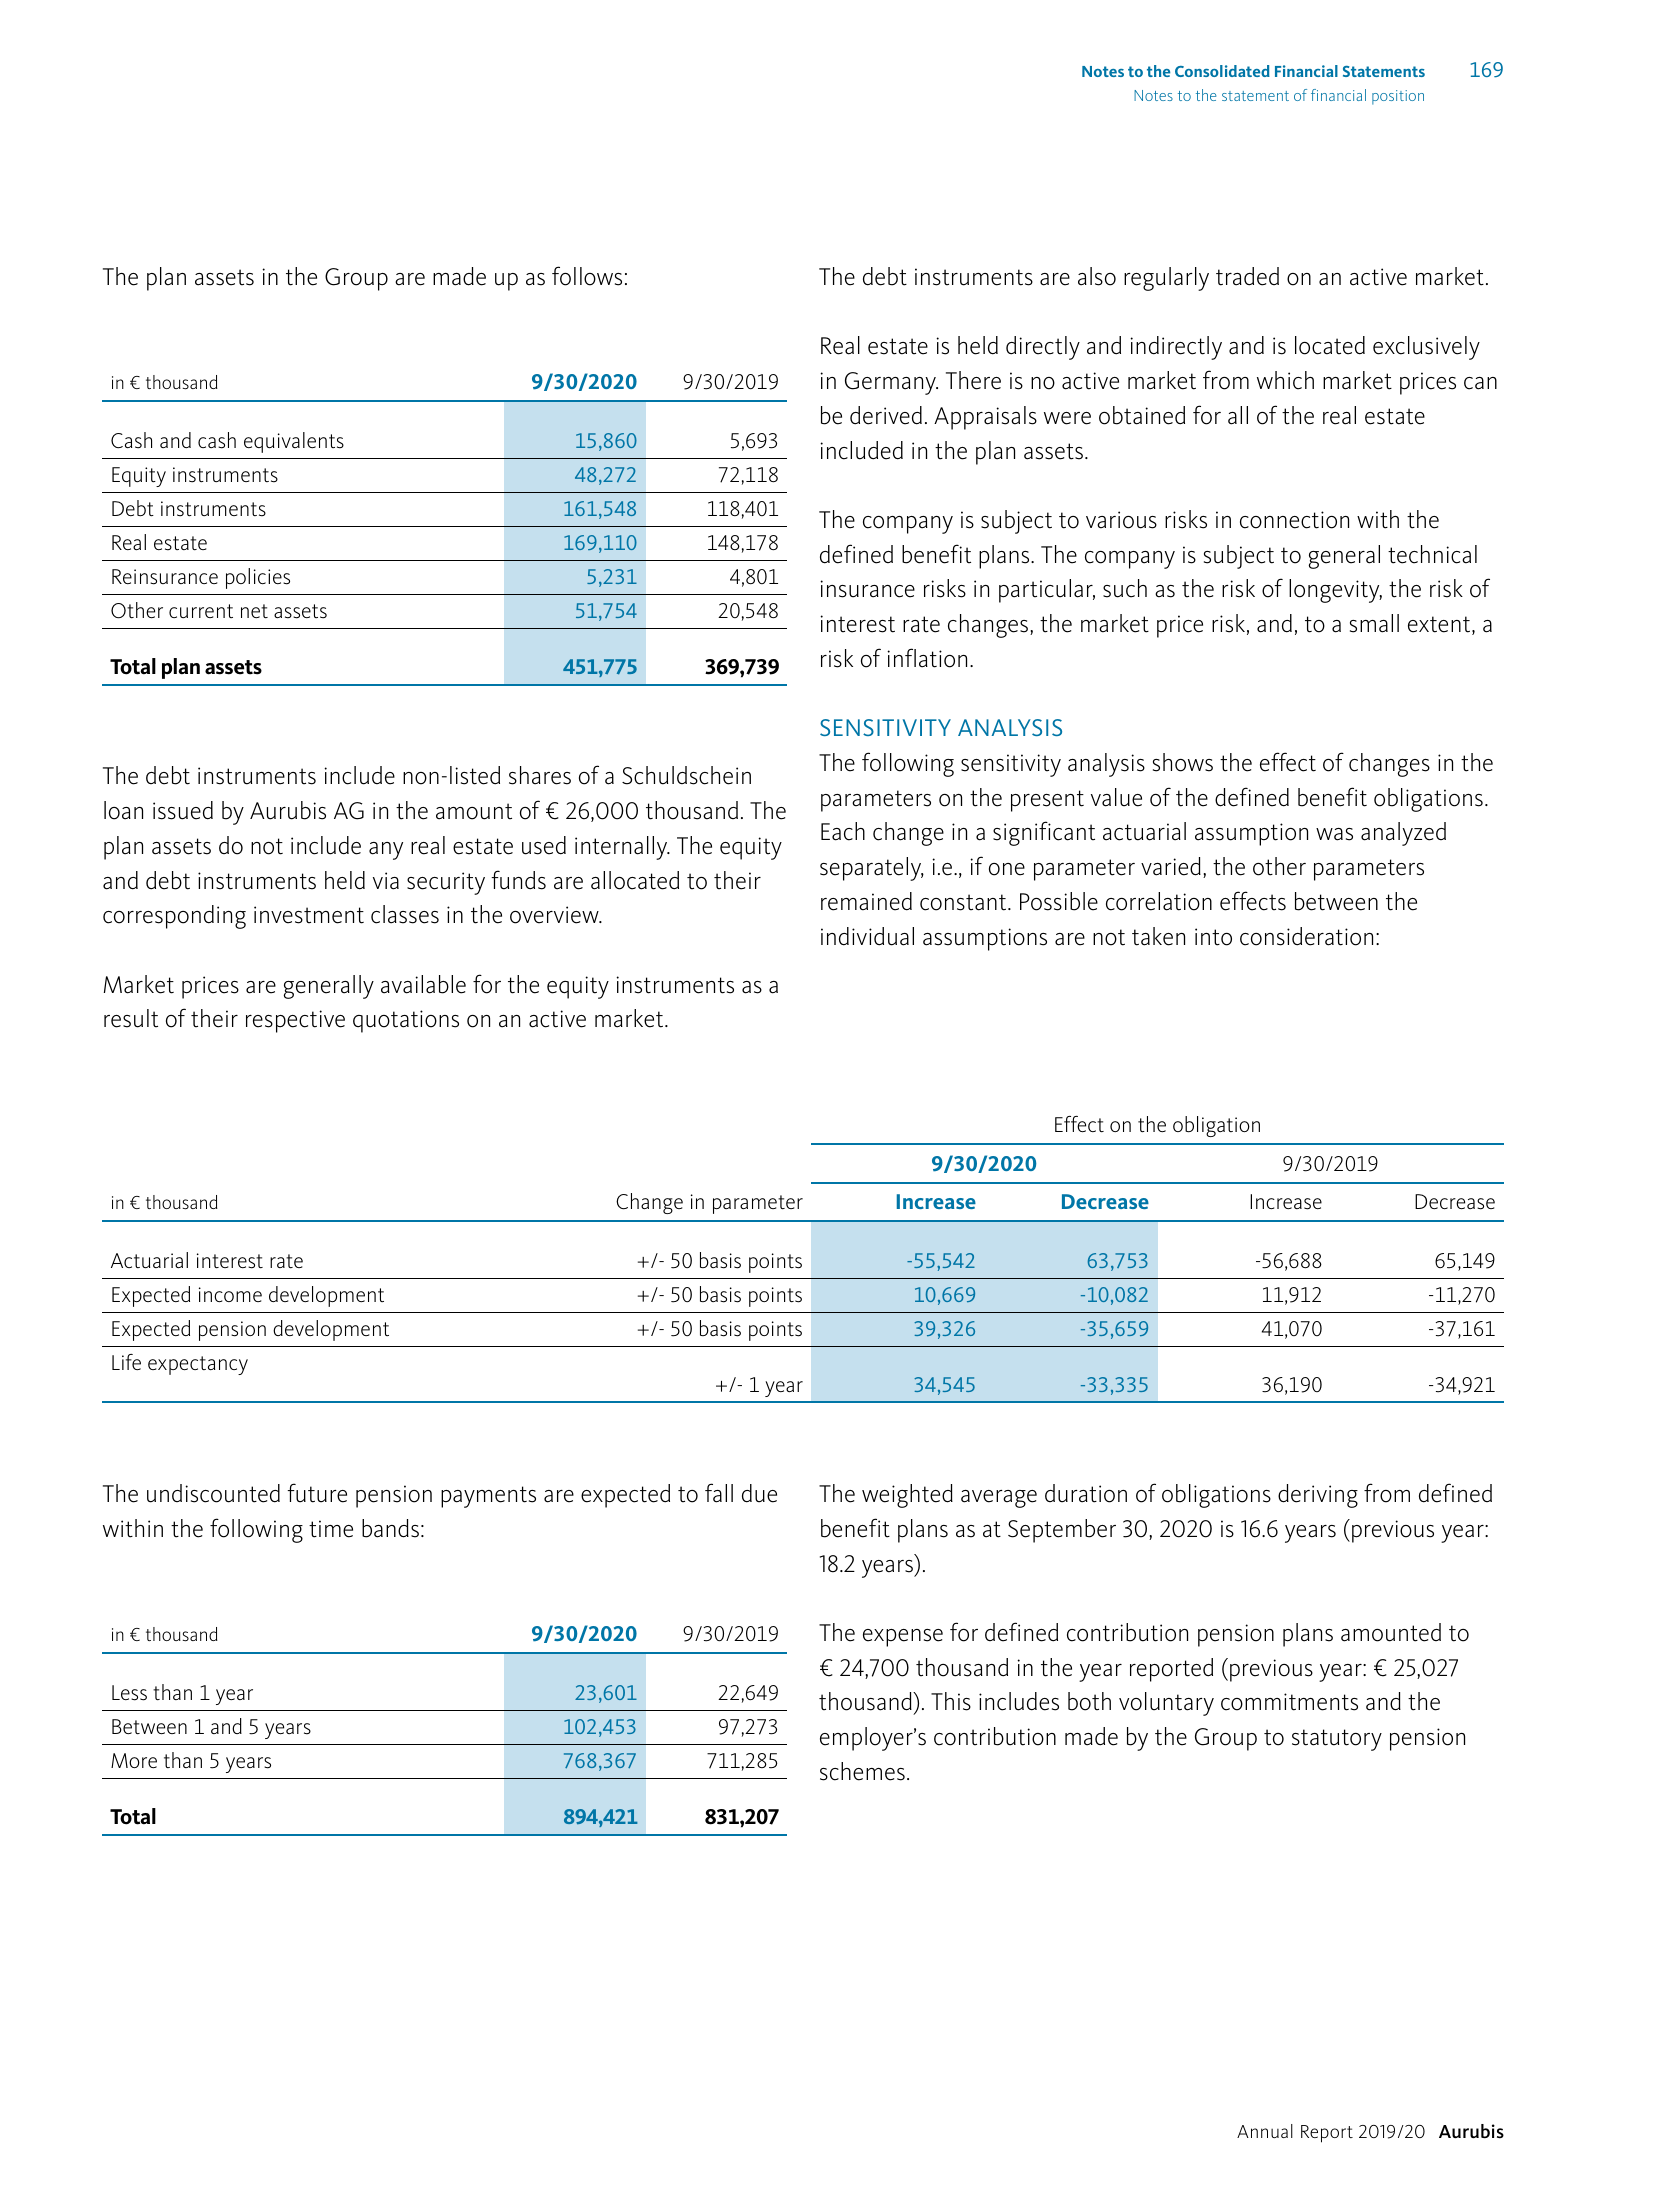 Notes to the Consolidated Financial Statements 169
Notes to the statement of financial position
The plan assets in the Group are made up as follows:
in € thousand 9/30/2020 9/30/2019
Cash and cash equivalents 15,860 5,693
Equity instruments 48,272 72,118
Debt instruments 161,548 118,401
Real estate 169,110 148,178
Reinsurance policies 5,231 4,801
Other current net assets 51,754 20,548
Total plan assets 451,775 369,739
The debt instruments include non-listed shares of a Schuldschein
loan issued by Aurubis AG in the amount of € 26,000 thousand. The
plan assets do not include any real estate used internally. The equity
and debt instruments held via security funds are allocated to their
corresponding investment classes in the overview.
Market prices are generally available for the equity instruments as a
result of their respective quotations on an active market.
The debt instruments are also regularly traded on an active market.
Real estate is held directly and indirectly and is located exclusively
in Germany. There is no active market from which market prices can
be derived. Appraisals were obtained for all of the real estate
included in the plan assets.
The company is subject to various risks in connection with the
defined benefit plans. The company is subject to general technical
insurance risks in particular, such as the risk of longevity, the risk of
interest rate changes, the market price risk, and, to a small extent, a
risk of inflation.
SENSITIVITY ANALYSIS
The following sensitivity analysis shows the effect of changes in the
parameters on the present value of the defined benefit obligations.
Each change in a significant actuarial assumption was analyzed
separately, i.e., if one parameter varied, the other parameters
remained constant. Possible correlation effects between the
individual assumptions are not taken into consideration:
Effect on the obligation
9/30/2020 9/30/2019
in € thousand Change in parameter Increase Decrease Increase Decrease
Actuarial interest rate +/- 50 basis points -55,542 63,753 -56,688 65,149
Expected income development +/- 50 basis points 10,669 -10,082 11,912 -11,270
Expected pension development +/- 50 basis points 39,326 -35,659 41,070 -37,161
Life expectancy
+/- 1 year 34,545 -33,335 36,190 -34,921
The undiscounted future pension payments are expected to fall due
within the following time bands:
in € thousand 9/30/2020 9/30/2019
Less than 1 year 23,601 22,649
Between 1 and 5 years 102,453 97,273
More than 5 years 768,367 711,285
Total 894,421 831,207
The weighted average duration of obligations deriving from defined
benefit plans as at September 30, 2020 is 16.6 years (previous year:
18.2 years).
The expense for defined contribution pension plans amounted to
€ 24,700 thousand in the year reported (previous year: € 25,027
thousand). This includes both voluntary commitments and the
employer’s contribution made by the Group to statutory pension
schemes.
Annual Report 2019/20 Aurubis